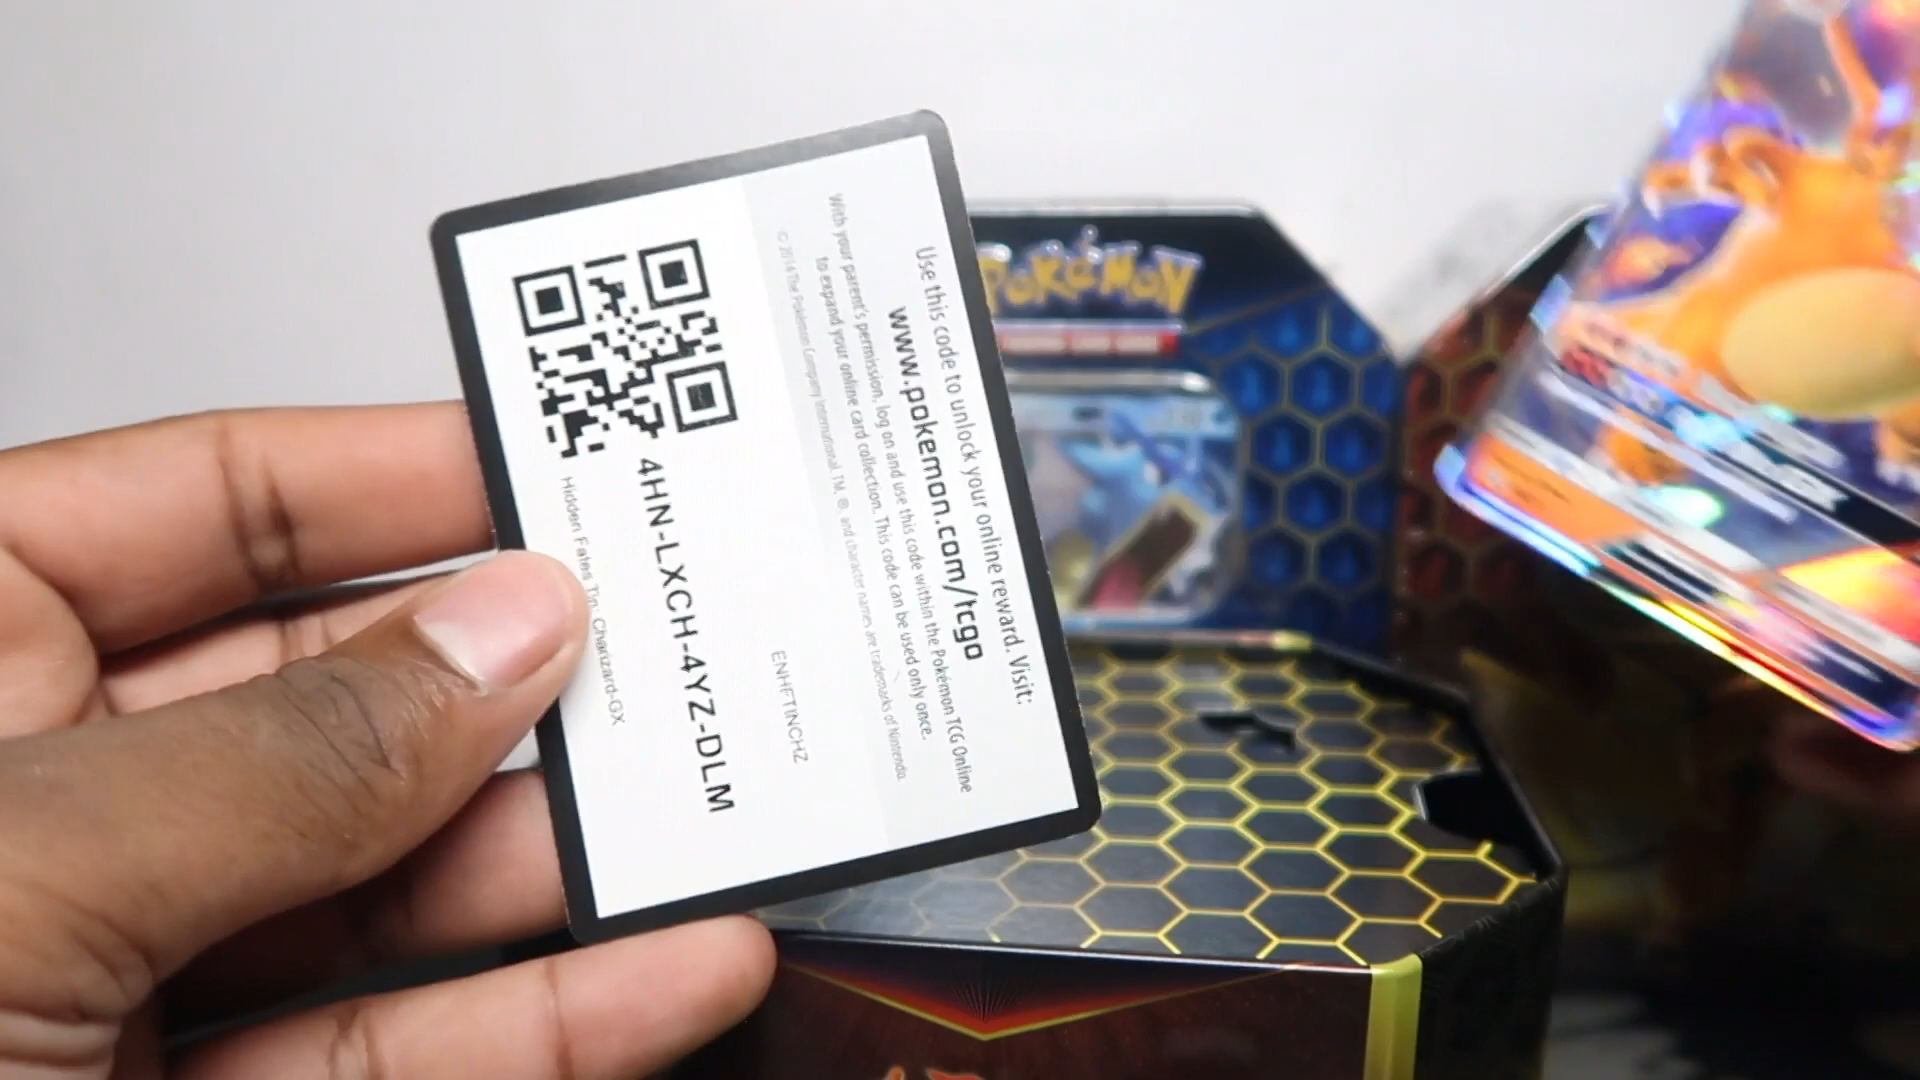 Use this code to unlock your online reward. Visit:
www.pokemon.com/tcgo
With your parent's permission, log on and use this code within the Pokémon TCG Online
to expand your online card collection. This code can be used only once.
© 2014 The Pokémon Company International. TM, ®, and character names are trademarks of Nintendo.
ENHFTINCHZ
4HN-LXCH-4YZ-DLM
Hidden Fates Tin: Charizard-GX
POKéMON